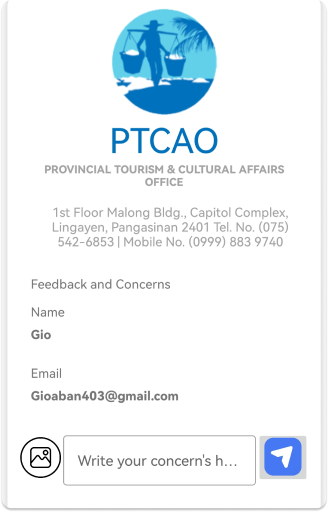 PTCAO
PROVINCIAL TOURISM & CULTURAL AFFAIRS
OFFICE
1st Floor Malong Bldg., Capitol Complex,
Lingayen, Pangasinan 2401 Tel. No. (075)
542-6853 | Mobile No. (0999) 883 9740
Feedback and Concerns
Name
Gio
Email
Gioaban403@gmail.com
Write your concern's h...